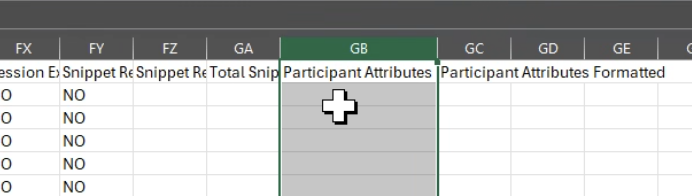 FX FY FZ GA GB GC GD GE
ession Ex Snippet Re Snippet Re Total Snip Participant Attributes Participant Attributes Formatted
O NO
O NO
O NO
O NO
O NO